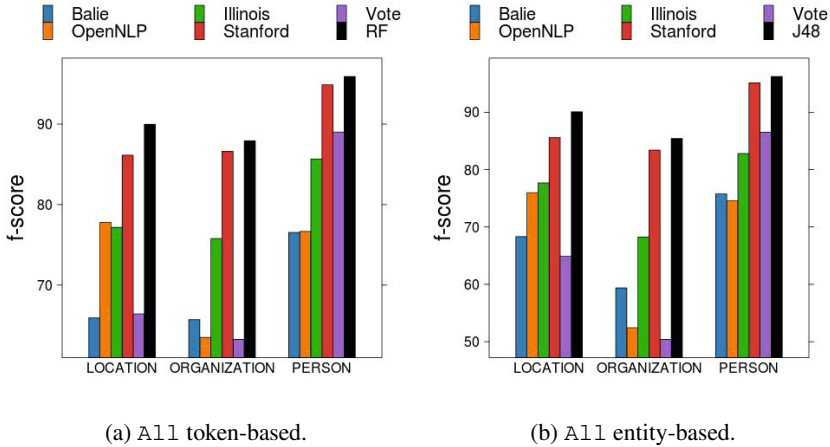 Balie Illinois Vote
OpenNLP Stanford RF
f-score
90
80
70
LOCATION ORGANIZATION PERSON
(a) All token-based.
Balie Illinois Vote
OpenNLP Stanford J48
f-score
90
80
70
60
50
LOCATION ORGANIZATION PERSON
(b) All entity-based.